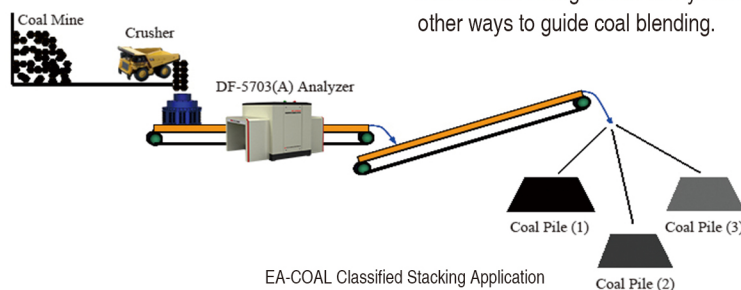 other ways to guide coal blending.
Coal Mine
Crusher
DF-5703(A) Analyzer
Coal Pile (1)
Coal Pile (3)
Coal Pile (2)
EA-COAL Classified Stacking Application